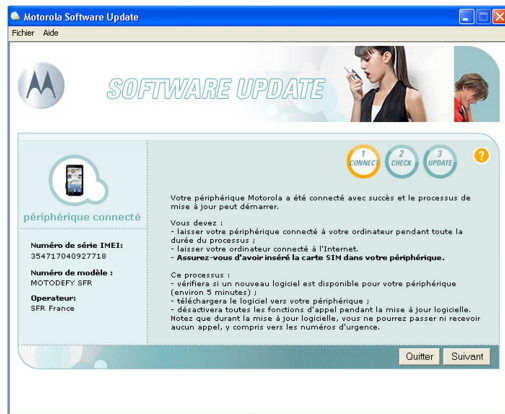 Motorola Software Update
Fichier Aide
SOFTWARE UPDATE
1 CONNECT
2 CHECK
3 UPDATE
?
périphérique connecté
Numéro de série IMEI:
354717040927718
Numéro de modèle :
MOTODEFY SFR
Operateur:
SFR France
Votre périphérique Motorola a été connecté avec succès et le processus de
mise à jour peut démarrer.
Vous devez :
- laisser votre périphérique connecté à votre ordinateur pendant toute la
durée du processus ;
- laisser votre ordinateur connecté à l'Internet.
- Assurez-vous d'avoir inséré la carte SIM dans votre périphérique.
Ce processus :
- vérifiera si un nouveau logiciel est disponible pour votre périphérique
(environ 5 minutes) ;
- téléchargera le logiciel vers votre périphérique ;
- désactivera toutes les fonctions d'appel pendant la mise à jour logicielle.
Notez que durant la mise à jour logicielle, vous ne pourrez passer ni recevoir
aucun appel, y compris vers les numéros d'urgence.
Quitter Suivant